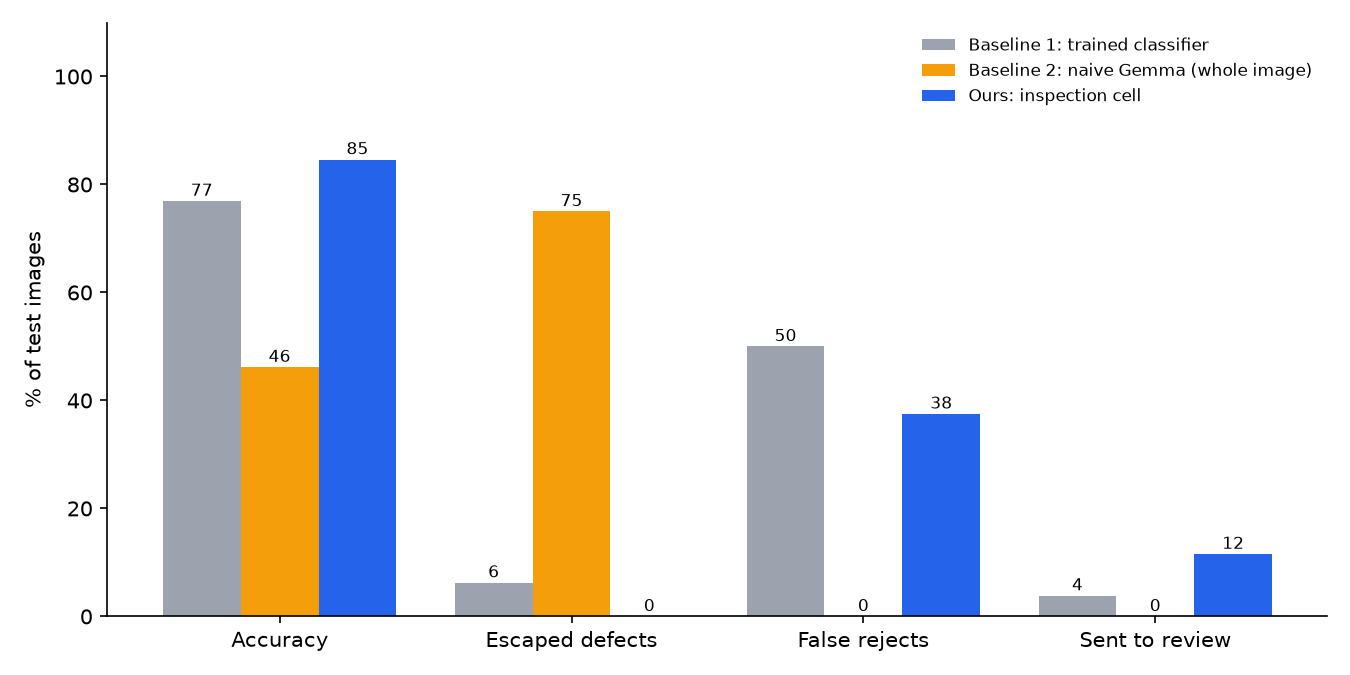 Baseline 1: trained classifier
Baseline 2: naive Gemma (whole image)
Ours: inspection cell
% of test images
100
80
60
40
20
0
77
46
85
6
75
0
50
0
38
4
0
12
Accuracy
Escaped defects
False rejects
Sent to review